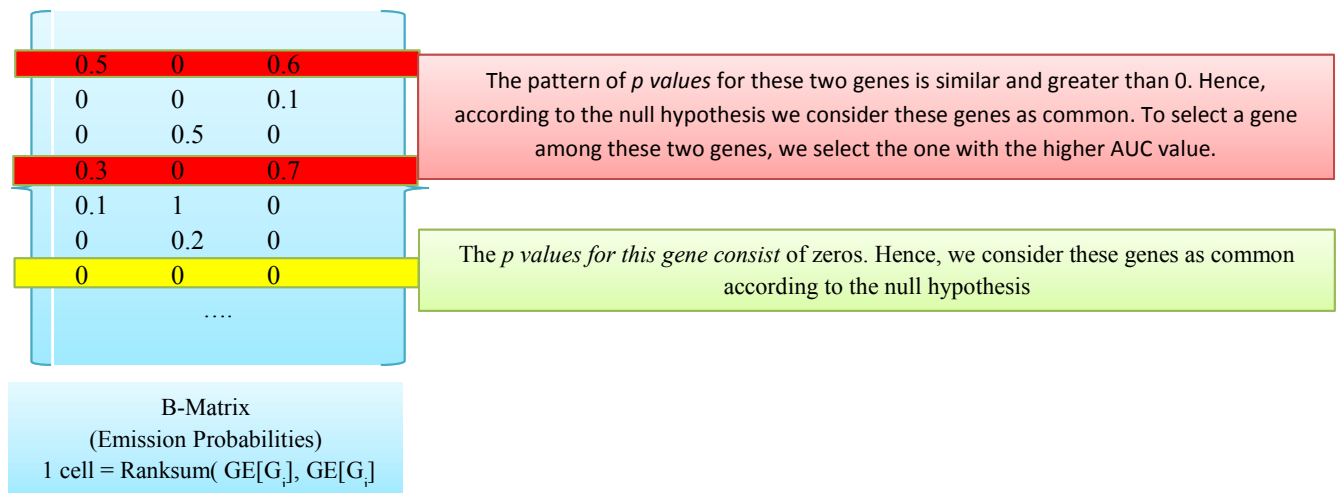 0.5 0 0.6
0 0 0.1
0 0.5 0
0.3 0 0.7
0.1 1 0
0 0.2 0
0 0 0
….
The pattern of p values for these two genes is similar and greater than 0. Hence,
according to the null hypothesis we consider these genes as common. To select a gene
among these two genes, we select the one with the higher AUC value.
The p values for this gene consist of zeros. Hence, we consider these genes as common
according to the null hypothesis
B-Matrix
(Emission Probabilities)
1 cell = Ranksum( GE[Gi], GE[Gi]